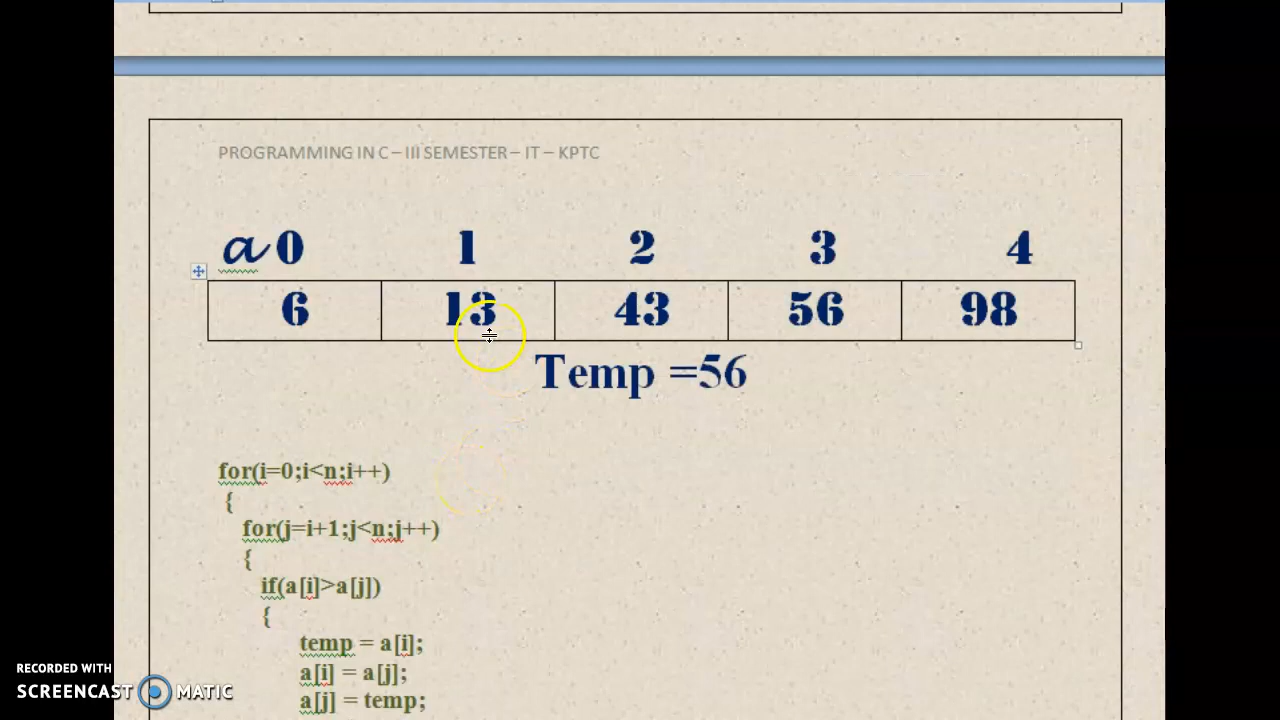 PROGRAMMING IN C – III SEMESTER – IT – KPTC
a 0 1 2 3 4
6 13 43 56 98
Temp =56
for(i=0;i<n;i++)
{
for(j=i+1;j<n;j++)
{
if(a[i]>a[j])
{
temp = a[i];
a[i] = a[j];
a[j] = temp;
RECORDED WITH
SCREENCAST MATIC